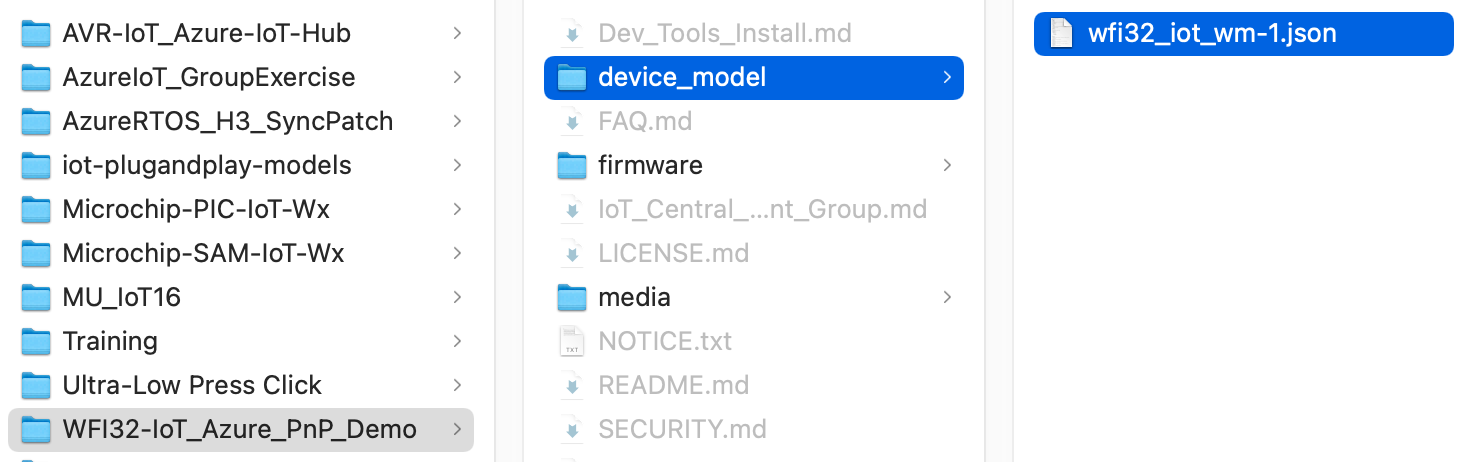 AVR-IoT_Azure-IoT-Hub
AzureIoT_GroupExercise
AzureRTOS_H3_SyncPatch
iot-plugandplay-models
Microchip-PIC-IoT-Wx
Microchip-SAM-IoT-Wx
MU_IoT16
Training
Ultra-Low Press Click
WFI32-IoT_Azure_PnP_Demo
Dev_Tools_Install.md
device_model
FAQ.md
firmware
IoT_Central_...nt_Group.md
LICENSE.md
media
TXT
NOTICE.txt
README.md
SECURITY.md
wfi32_iot_wm-1.json